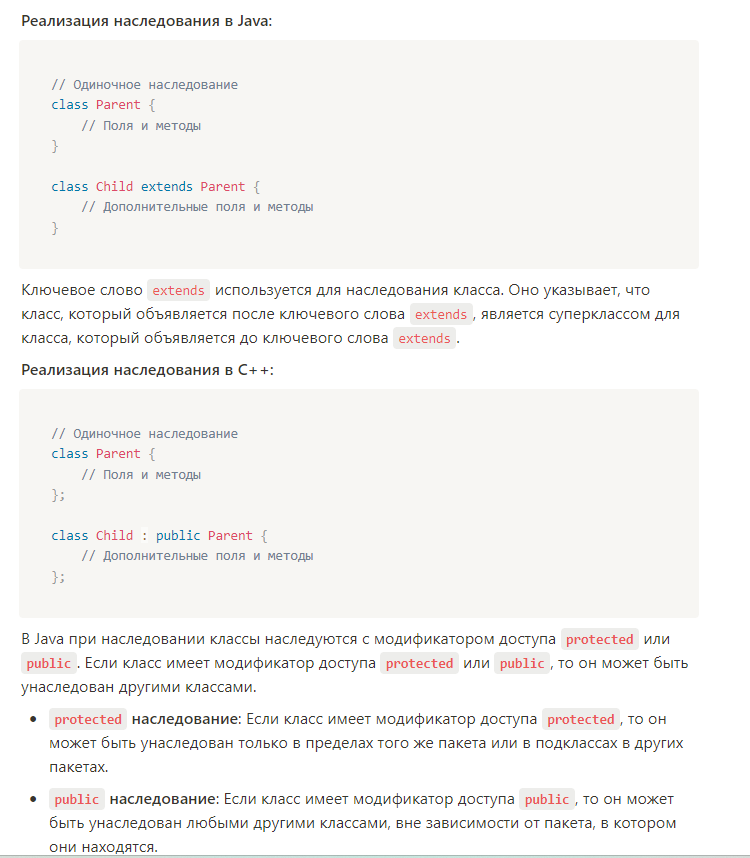 Реализация наследования в Java:
// Одиночное наследование
class Parent {
// Поля и методы
}
class Child extends Parent {
// Дополнительные поля и методы
}
Ключевое слово extends используется для наследования класса. Оно указывает, что
класс, который объявляется после ключевого слова extends, является суперклассом для
класса, который объявляется до ключевого слова extends.
Реализация наследования в C++:
// Одиночное наследование
class Parent {
// Поля и методы
};
class Child : public Parent {
// Дополнительные поля и методы
};
В Java при наследовании классы наследуются с модификатором доступа protected или
public. Если класс имеет модификатор доступа protected или public, то он может быть
унаследован другими классами.
• protected наследование: Если класс имеет модификатор доступа protected, то он
может быть унаследован только в пределах того же пакета или в подклассах в других
пакетах.
• public наследование: Если класс имеет модификатор доступа public, то он может
быть унаследован любыми другими классами, вне зависимости от пакета, в котором
они находятся.